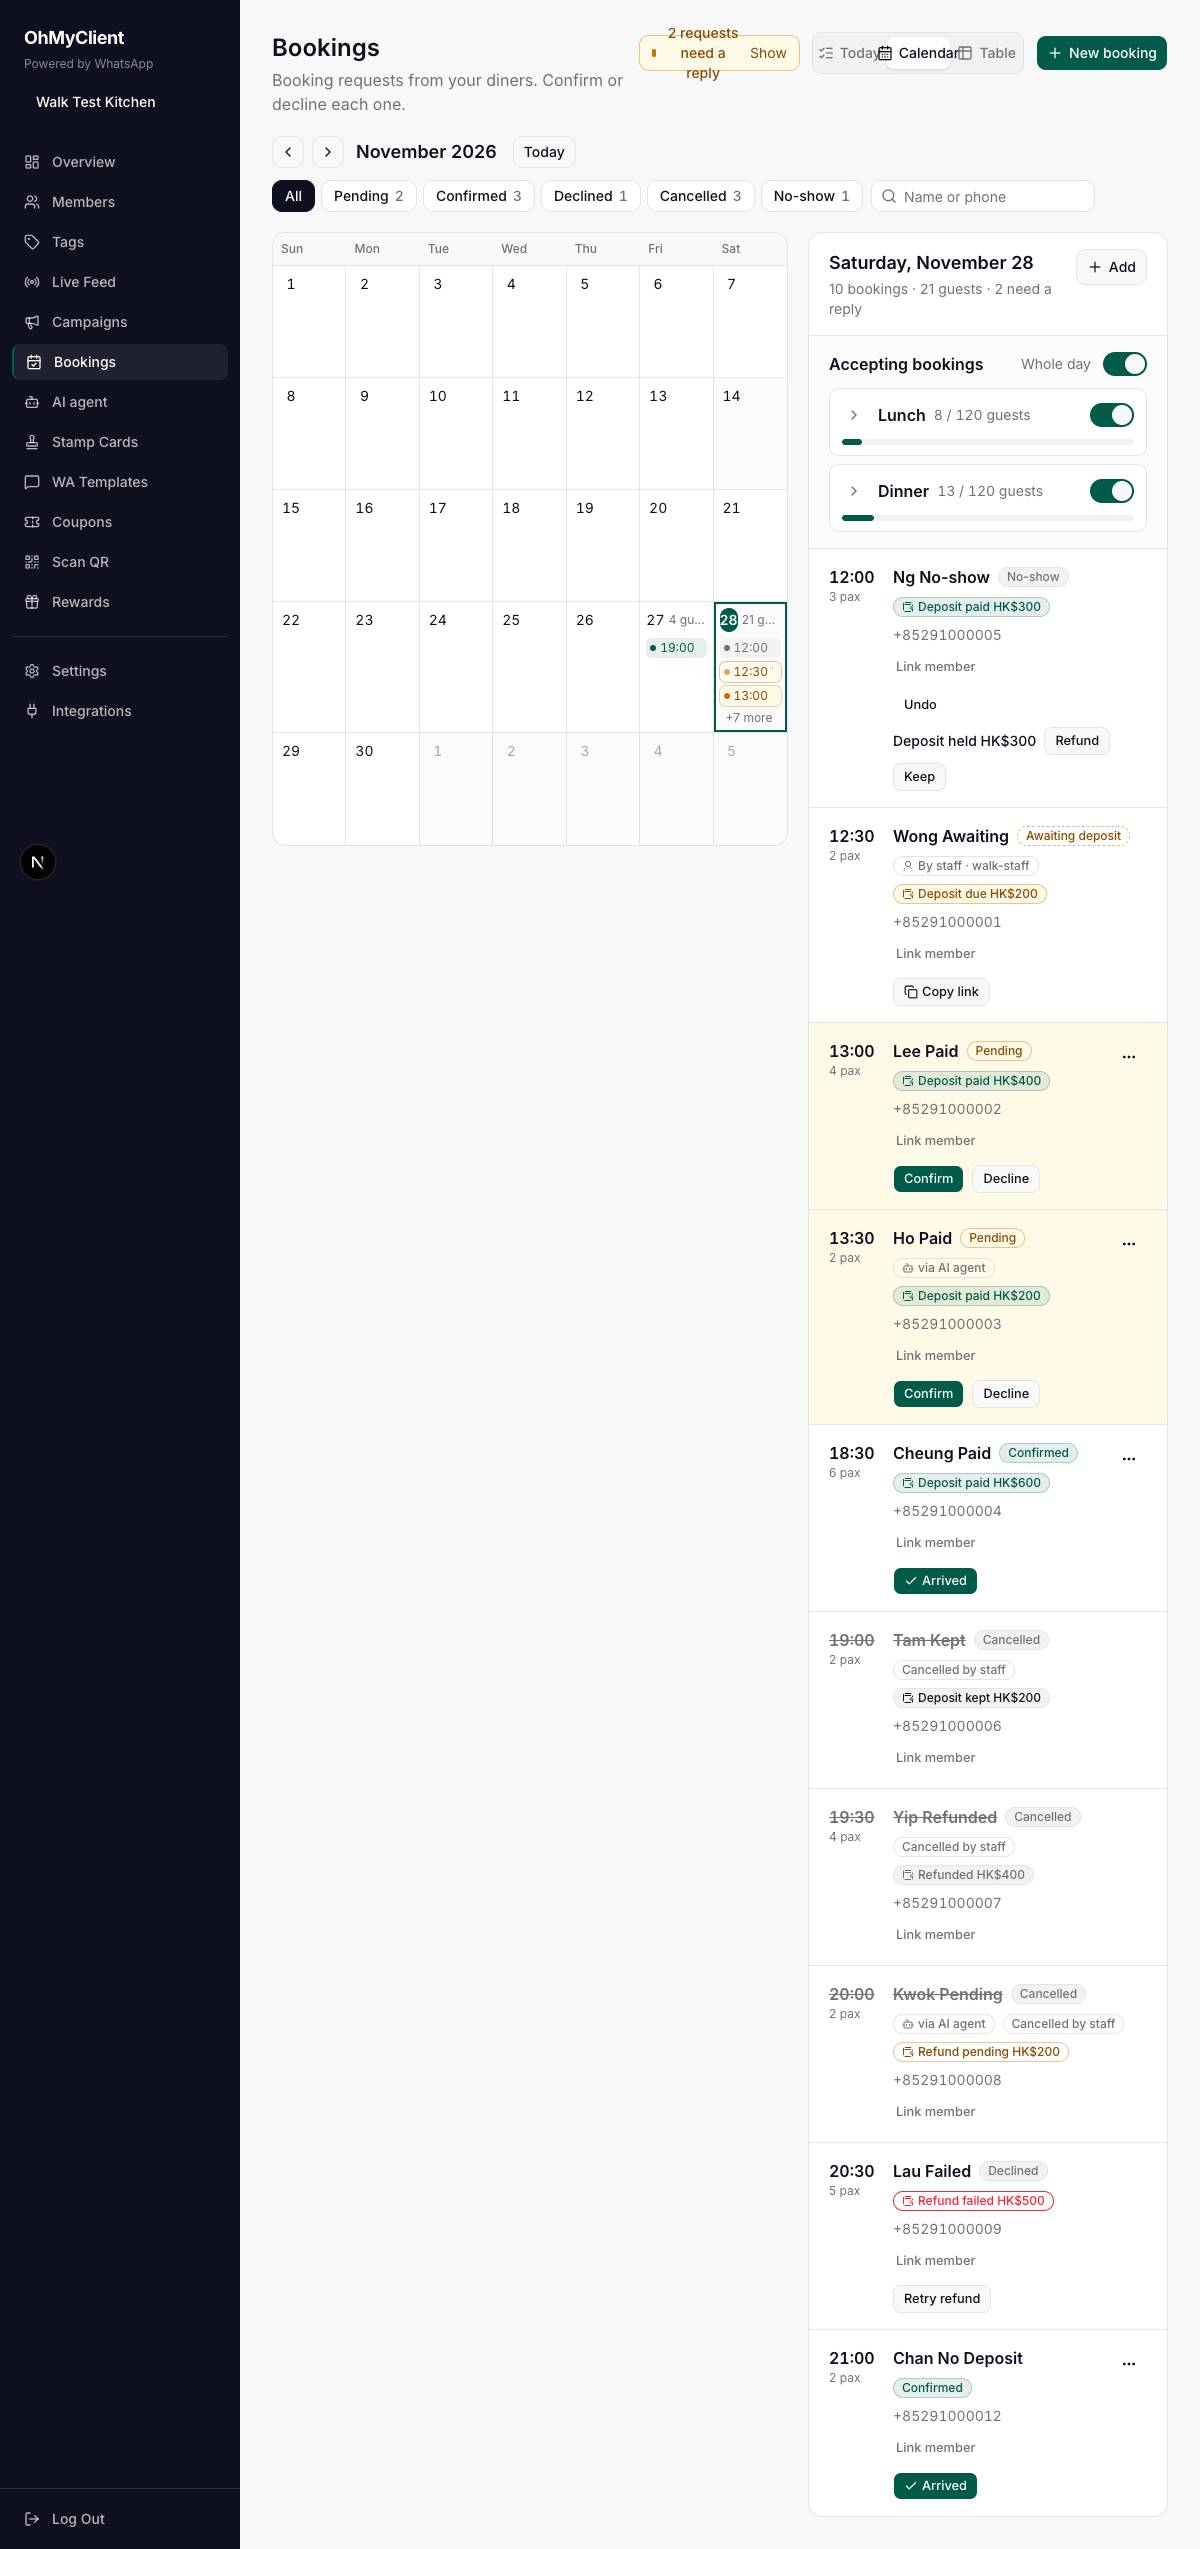 OhMyClient
Powered by WhatsApp
Walk Test Kitchen
Overview
Members
Tags
Live Feed
Campaigns
Bookings
AI agent
Stamp Cards
WA Templates
Coupons
Scan QR
Rewards
Settings
Integrations
N
Log Out
Bookings
Booking requests from your diners. Confirm or
decline each one.
2 requests
need a
reply
Show
Today
Calendar
Table
New booking
November 2026
Today
All
Pending 2
Confirmed 3
Declined 1
Cancelled 3
No-show 1
Name or phone
Sun Mon Tue Wed Thu Fri Sat
1 2 3 4 5 6 7
8 9 10 11 12 13 14
15 16 17 18 19 20 21
22 23 24 25 26 27 4 gu... 28 21 g...
19:00
12:00
12:30
13:00
+7 more
29 30 1 2 3 4 5
Saturday, November 28
10 bookings · 21 guests · 2 need a
reply
Add
Accepting bookings
Whole day
Lunch 8 / 120 guests
Dinner 13 / 120 guests
12:00 Ng No-show No-show
3 pax
Deposit paid HK$300
+85291000005
Link member
Undo
Deposit held HK$300 Refund
Keep
12:30 Wong Awaiting Awaiting deposit
2 pax
By staff · walk-staff
Deposit due HK$200
+85291000001
Link member
Copy link
13:00 Lee Paid Pending
4 pax
Deposit paid HK$400
+85291000002
Link member
Confirm Decline
13:30 Ho Paid Pending
2 pax
via AI agent
Deposit paid HK$200
+85291000003
Link member
Confirm Decline
18:30 Cheung Paid Confirmed
6 pax
Deposit paid HK$600
+85291000004
Link member
Arrived
19:00 Tam Kept Cancelled
2 pax
Cancelled by staff
Deposit kept HK$200
+85291000006
Link member
19:30 Yip Refunded Cancelled
4 pax
Cancelled by staff
Refunded HK$400
+85291000007
Link member
20:00 Kwok Pending Cancelled
2 pax
via AI agent Cancelled by staff
Refund pending HK$200
+85291000008
Link member
20:30 Lau Failed Declined
5 pax
Refund failed HK$500
+85291000009
Link member
Retry refund
21:00 Chan No Deposit
2 pax
Confirmed
+85291000012
Link member
Arrived